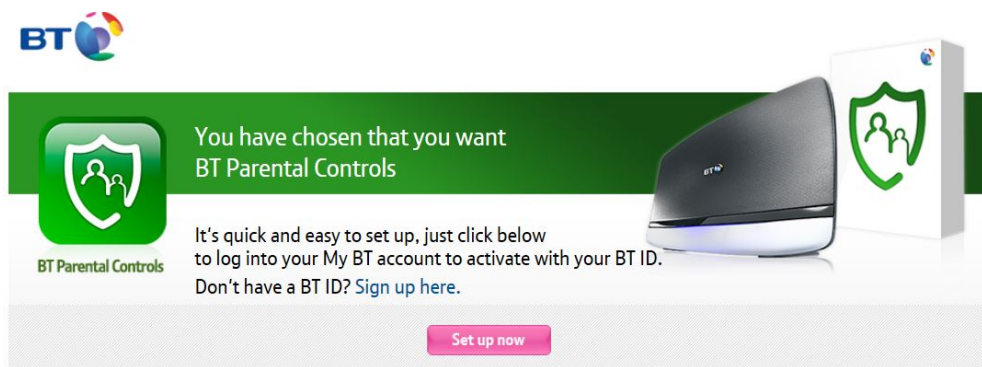 BT
You have chosen that you want
BT Parental Controls
BT
It's quick and easy to set up, just click below
to log into your My BT account to activate with your BT ID.
BT Parental Controls
Don't have a BT ID? Sign up here.
Set up now